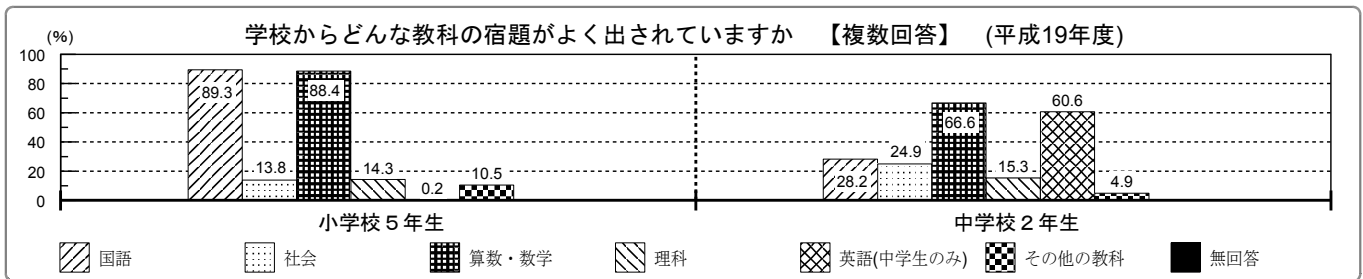 学校からどんな教科の宿題がよく出されていますか 【複数回答】 (平成19年度)
(%)
100
80
60
40
20
0
89.3
13.8
88.4
14.3
0.2
10.5
28.2
24.9
66.6
15.3
60.6
4.9
小学校5年生
中学校2年生
国語
社会
算数・数学
理科
英語(中学生のみ)
その他の教科
無回答